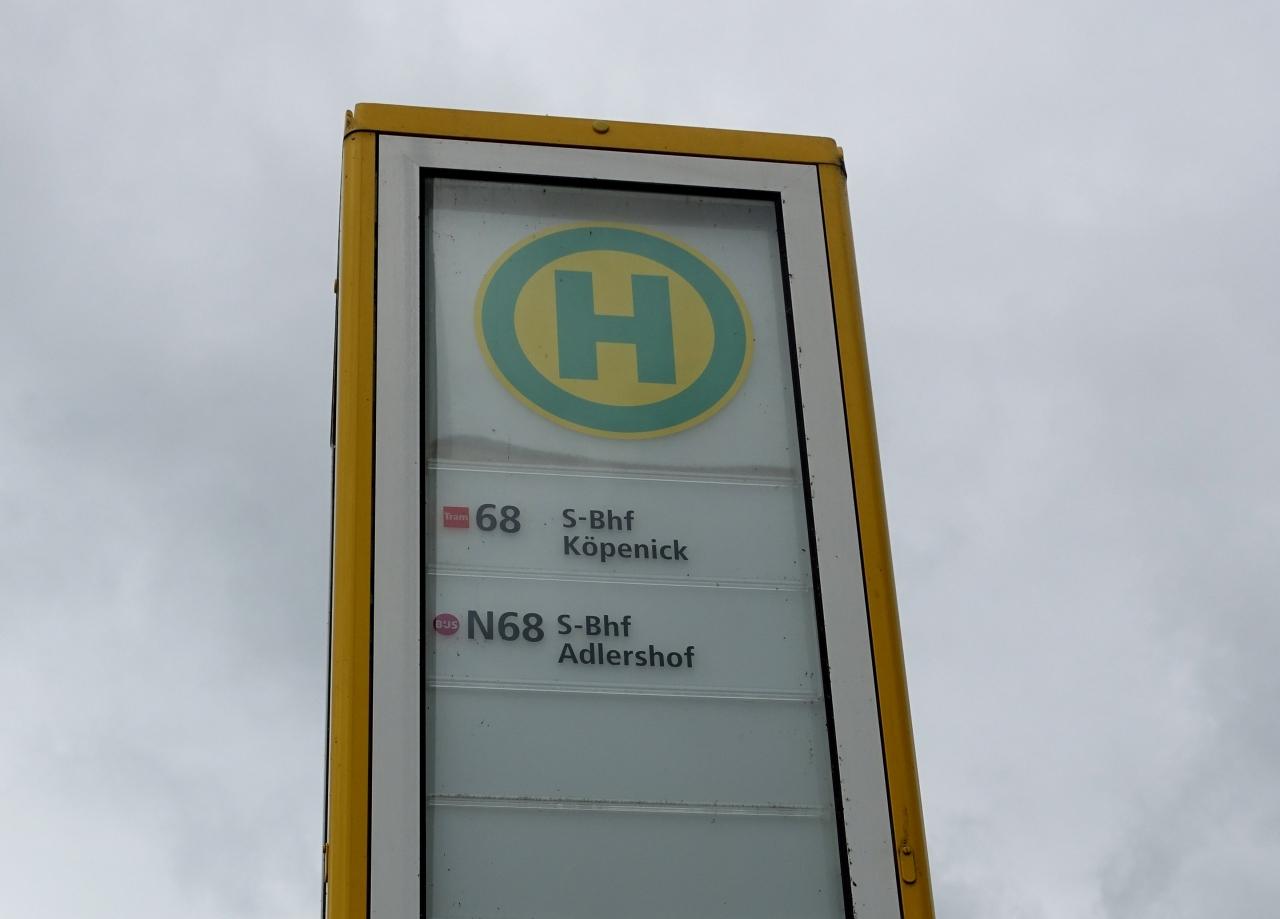 H
Tram 68 S-Bhf
Köpenick
BUS N68 S-Bhf
Adlershof